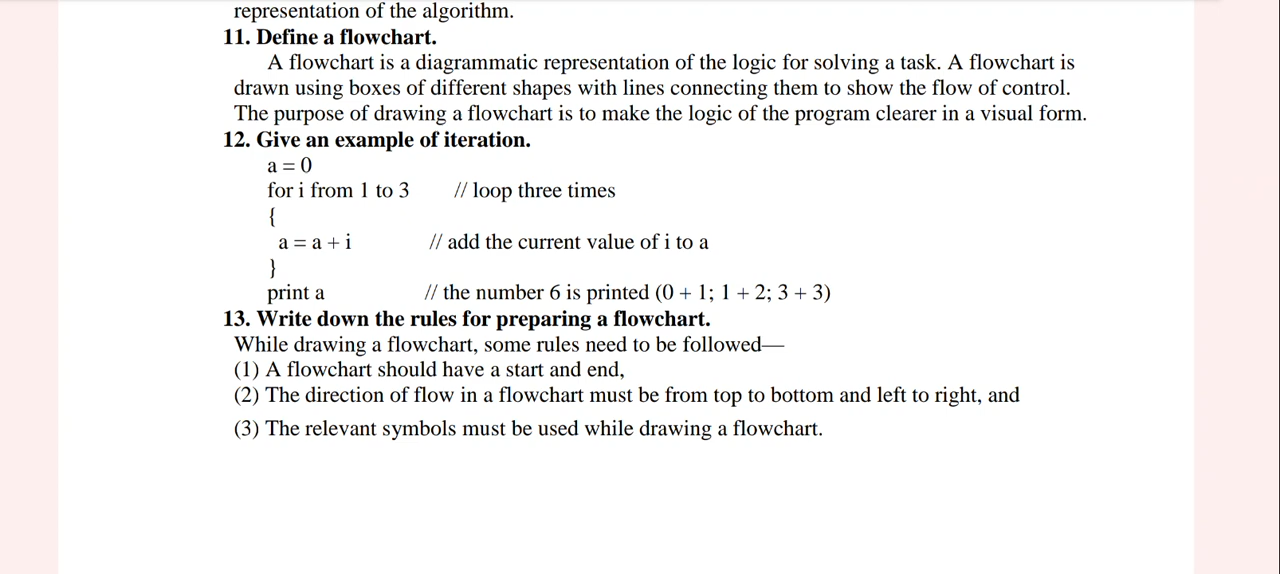 representation of the algorithm.
11. Define a flowchart.
A flowchart is a diagrammatic representation of the logic for solving a task. A flowchart is
drawn using boxes of different shapes with lines connecting them to show the flow of control.
The purpose of drawing a flowchart is to make the logic of the program clearer in a visual form.
12. Give an example of iteration.
a = 0
for i from 1 to 3 // loop three times
{
a = a + i // add the current value of i to a
}
print a // the number 6 is printed (0 + 1; 1 + 2; 3 + 3)
13. Write down the rules for preparing a flowchart.
While drawing a flowchart, some rules need to be followed—
(1) A flowchart should have a start and end,
(2) The direction of flow in a flowchart must be from top to bottom and left to right, and
(3) The relevant symbols must be used while drawing a flowchart.